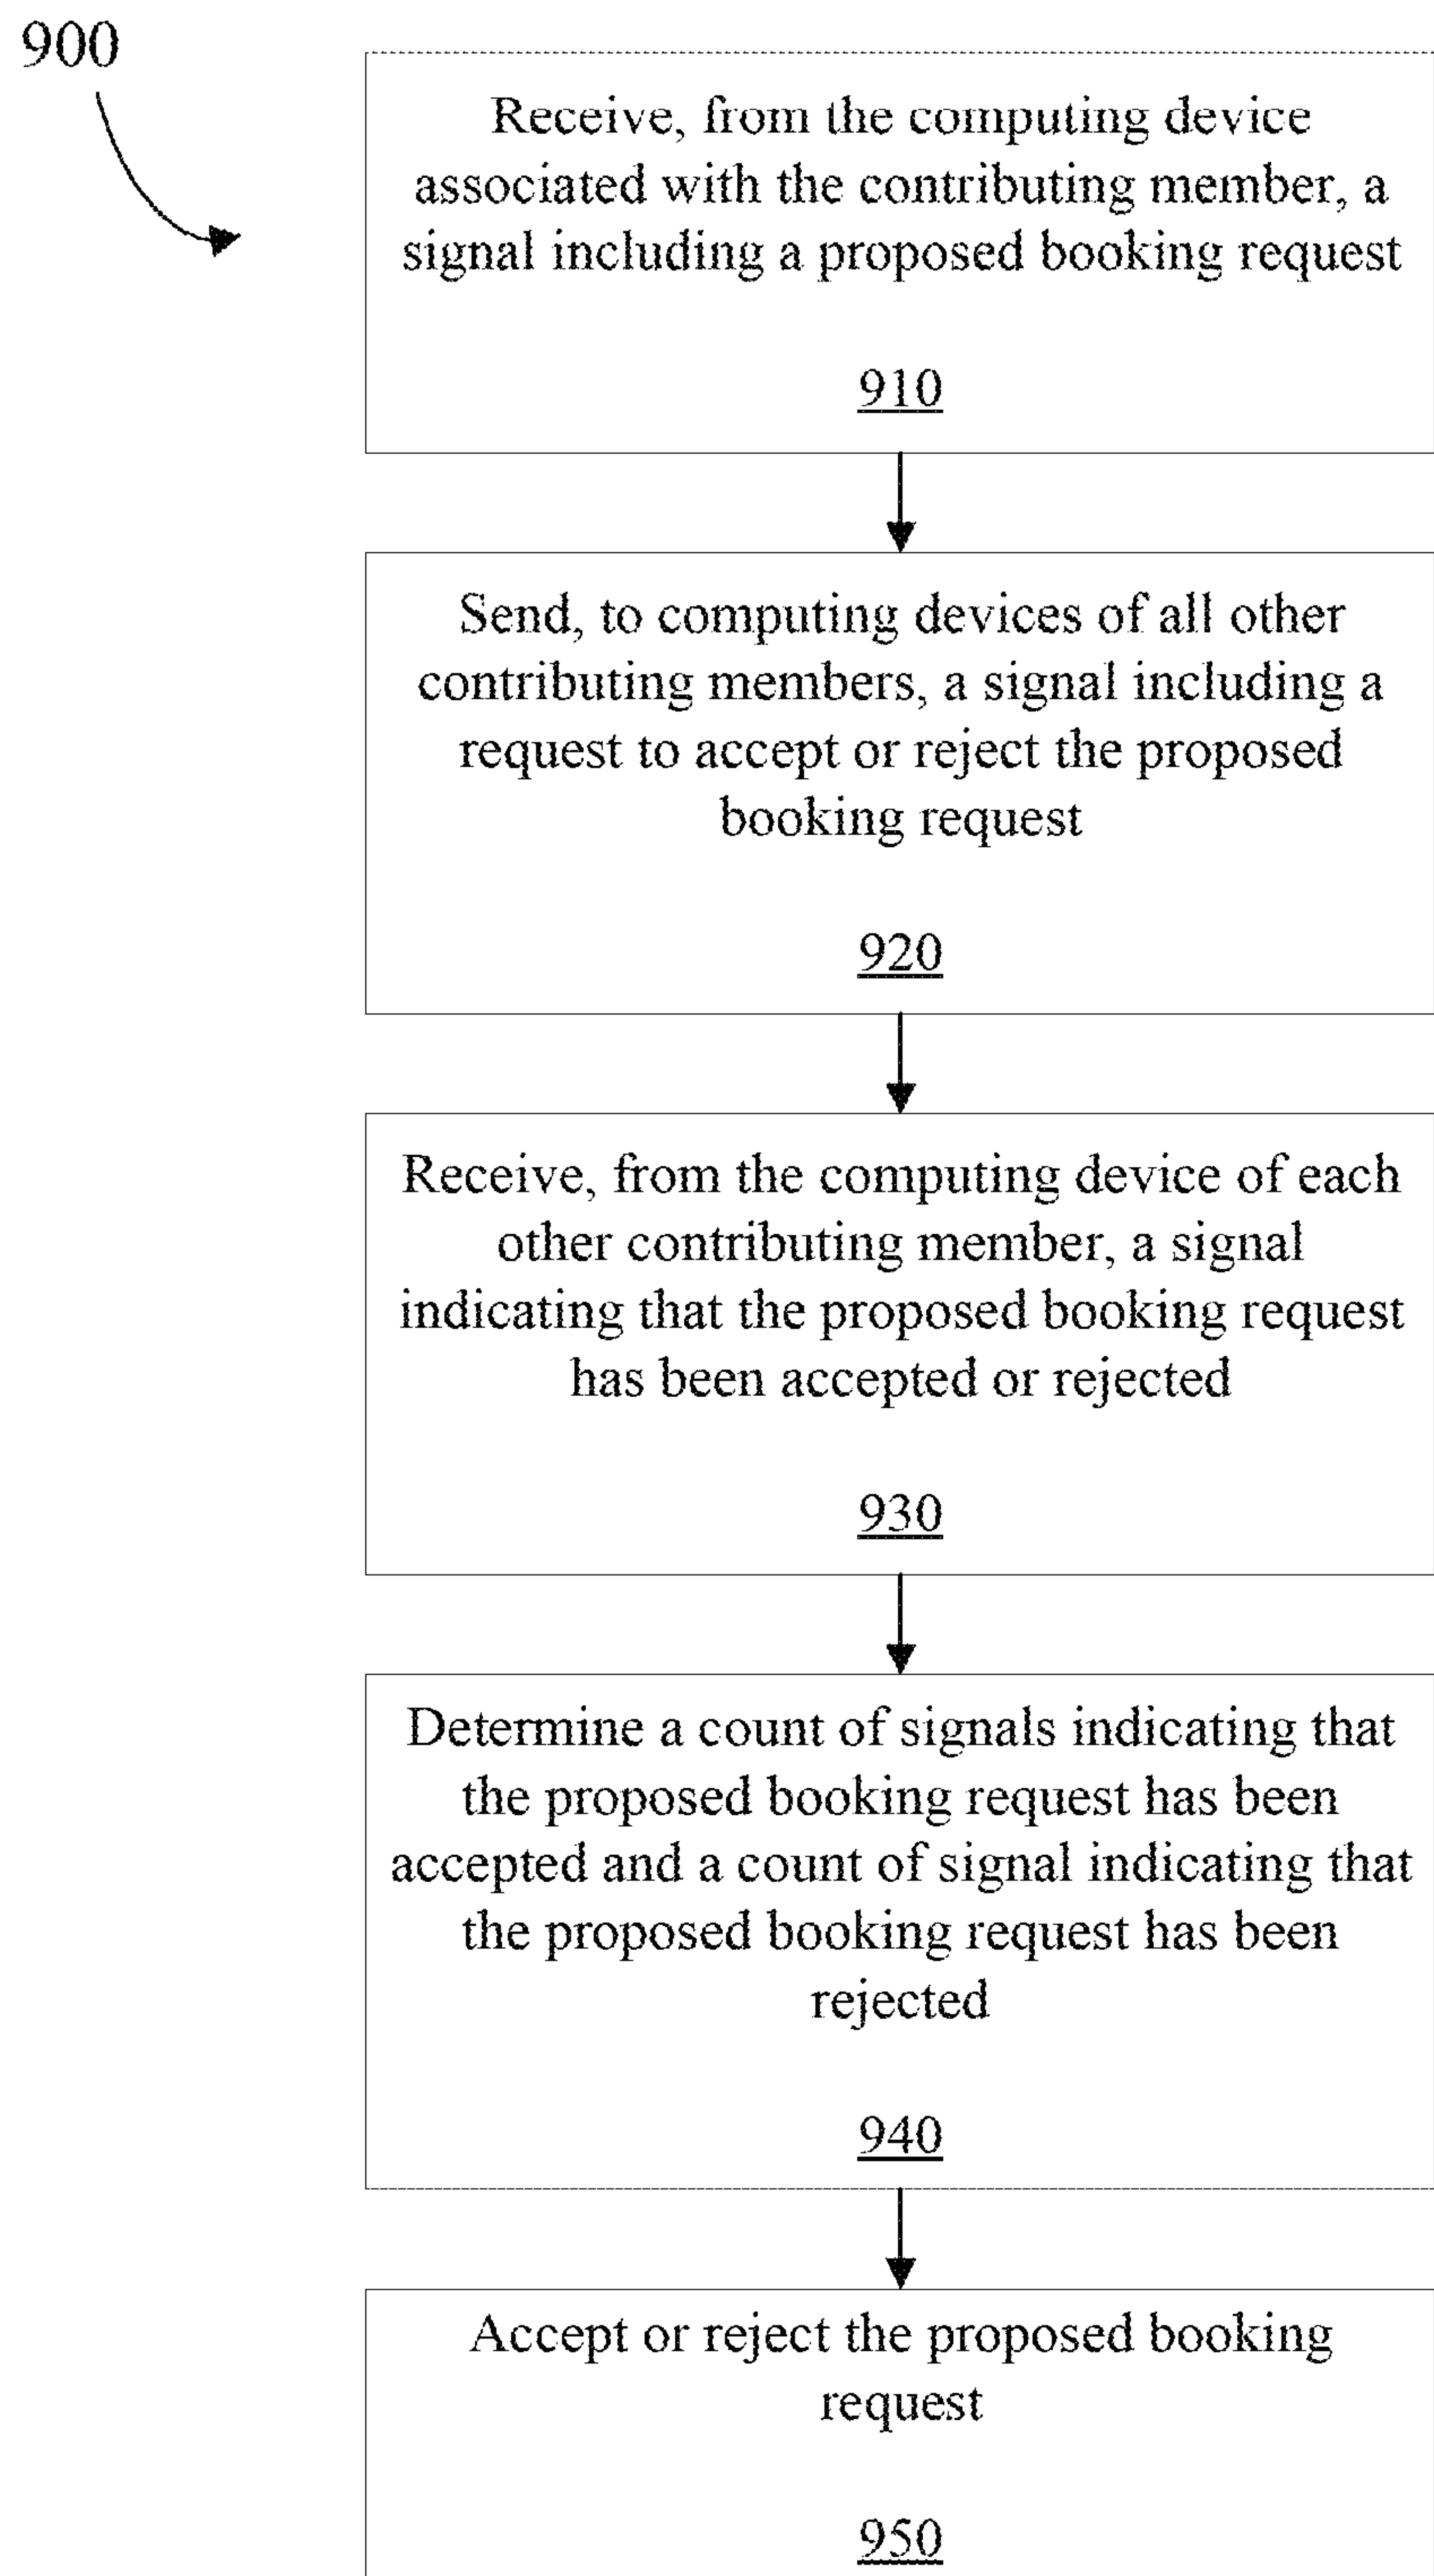 900
Receive, from the computing device
associated with the contributing member, a
signal including a proposed booking request
910
Send, to computing devices of all other
contributing members, a signal including a
request to accept or reject the proposed
booking request
920
Receive, from the computing device of each
other contributing member, a signal
indicating that the proposed booking request
has been accepted or rejected
930
Determine a count of signals indicating that
the proposed booking request has been
accepted and a count of signal indicating that
the proposed booking request has been
rejected
940
Accept or reject the proposed booking
request
950